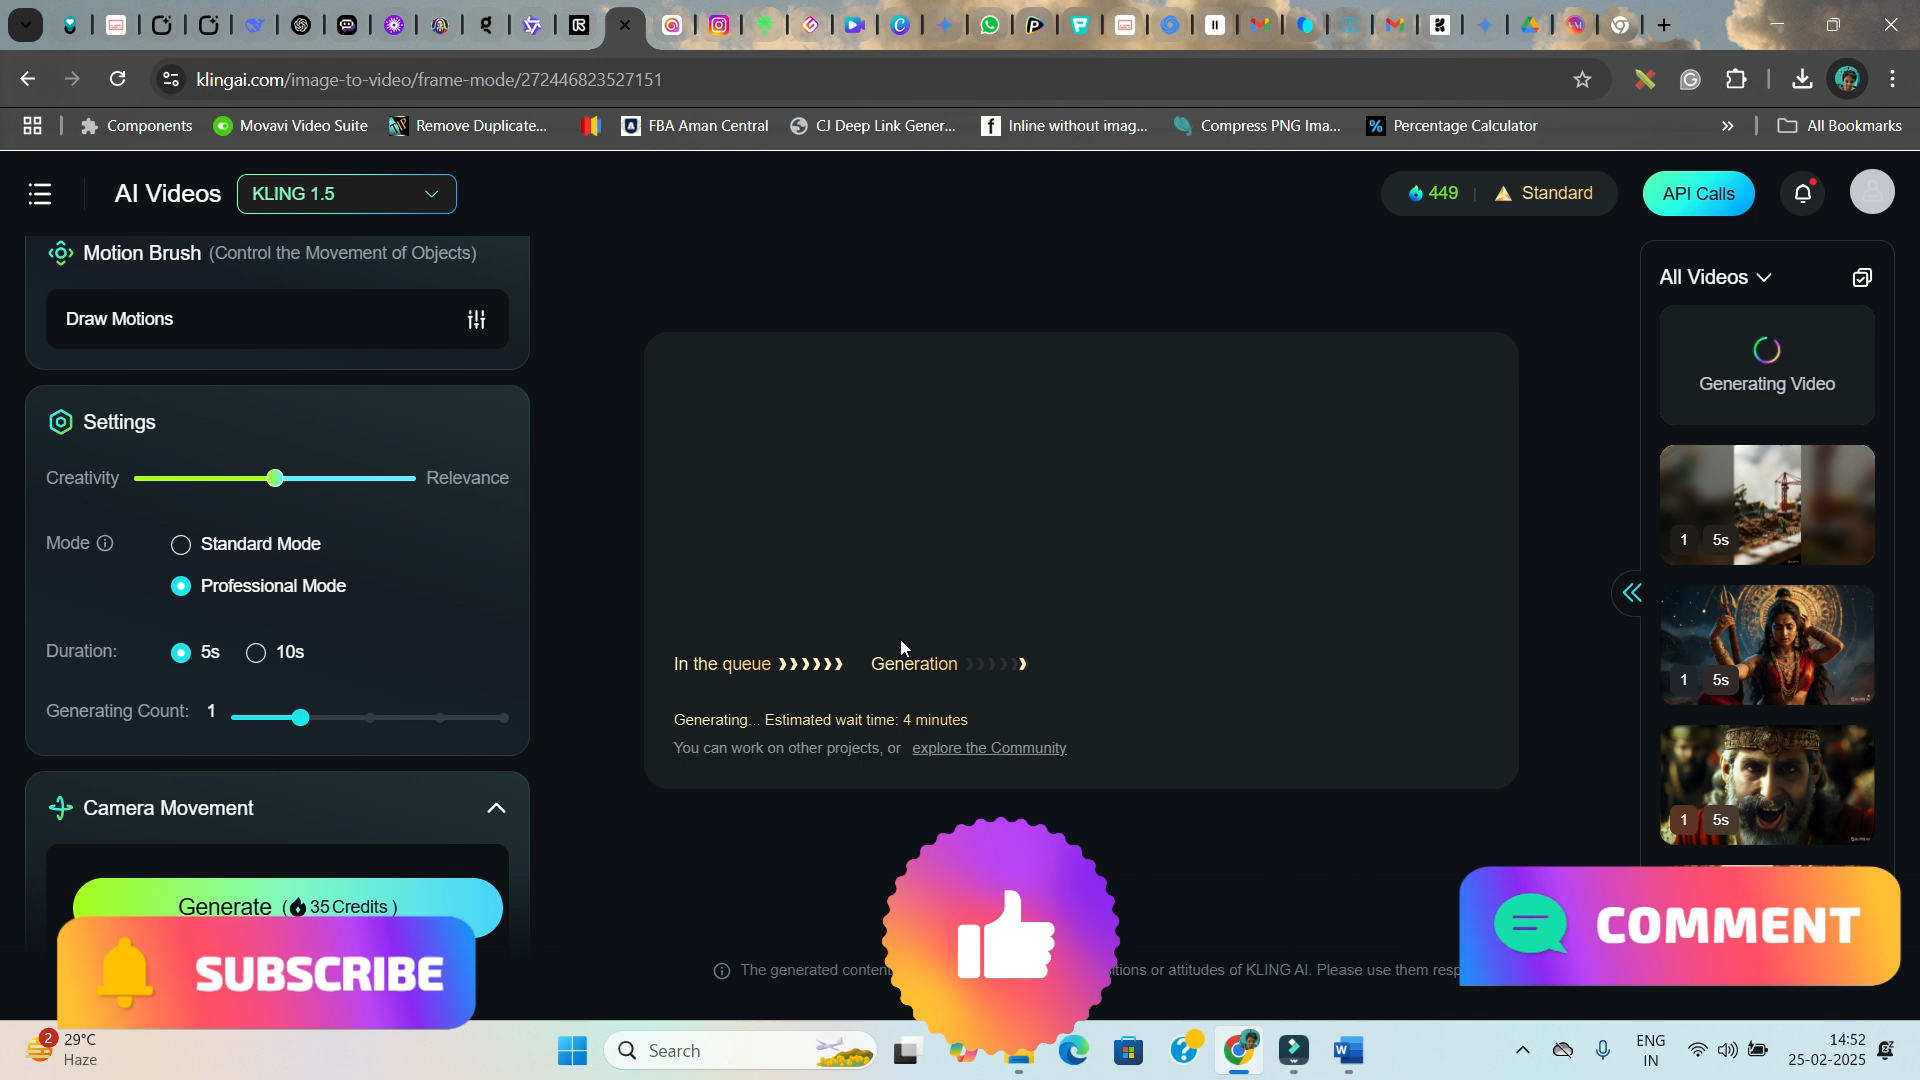 klingai.com/image-to-video/frame-mode/272446823527151
Components
Movavi Video Suite
Remove Duplicate...
FBA Aman Central
CJ Deep Link Gener...
Inline without imag...
Compress PNG Ima...
Percentage Calculator
All Bookmarks
AI Videos
KLING 1.5
449
Standard
API Calls
Motion Brush (Control the Movement of Objects)
Draw Motions
Settings
Creativity
Relevance
Mode
Standard Mode
Professional Mode
Duration:
5s
10s
Generating Count: 1
Camera Movement
Generate ( 35 Credits )
In the queue
Generation
Generating... Estimated wait time: 4 minutes
You can work on other projects, or explore the Community
The generated conten
itions or attitudes of KLING AI. Please use them resp
All Videos
Generating Video
1 5s
1 5s
1 5s
SUBSCRIBE
COMMENT
2
29°C
Haze
Search
ENG
IN
14:52
25-02-2025